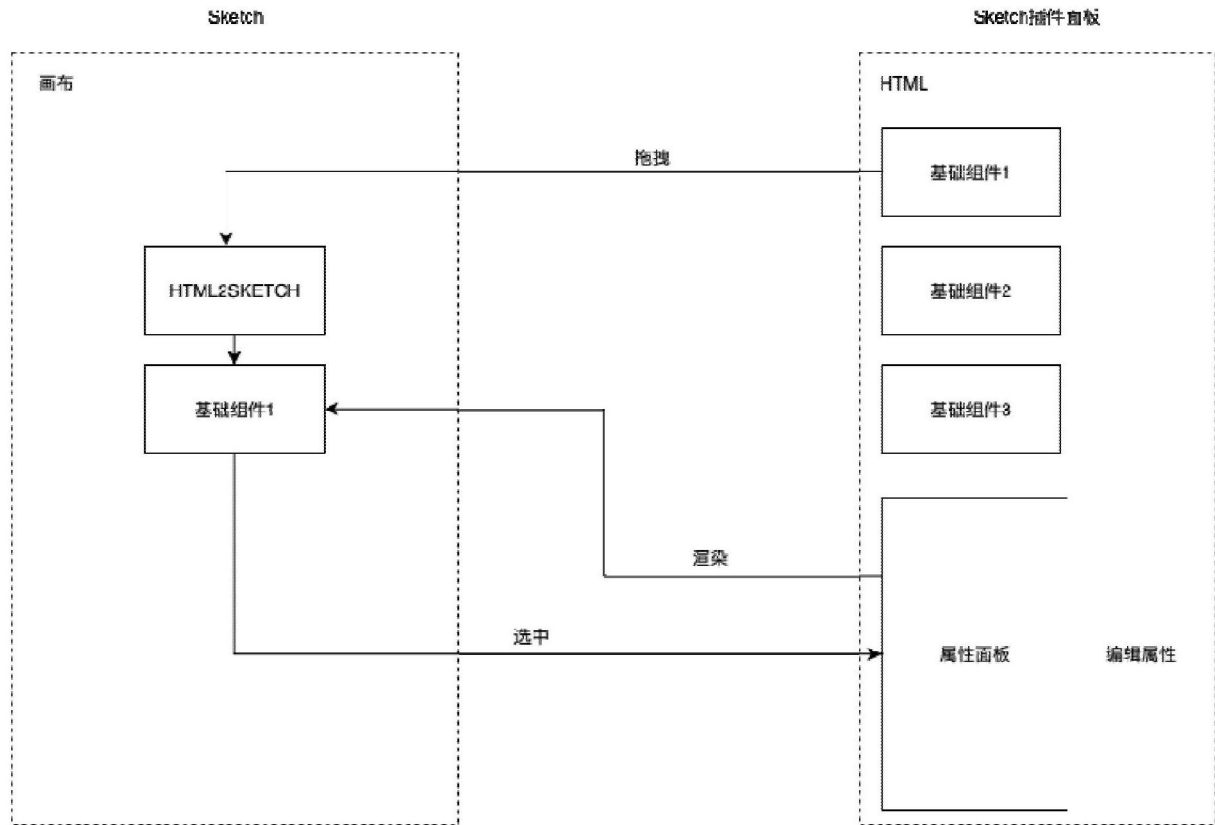 Sketch
Sketch插件面板
画布
HTML
拖拽
基础组件1
HTML2SKETCH
基础组件2
基础组件1
基础组件3
渲染
选中
属性面板
编辑属性